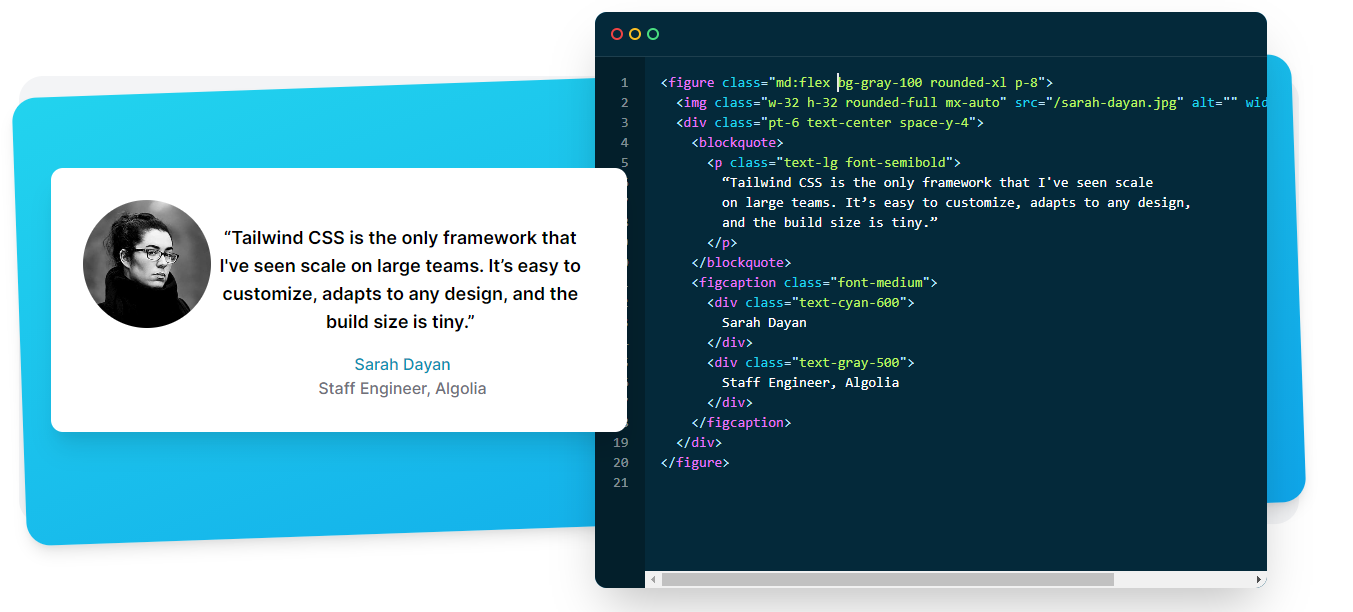 “Tailwind CSS is the only framework that
I've seen scale on large teams. It’s easy to
customize, adapts to any design, and the
build size is tiny.”
Sarah Dayan
Staff Engineer, Algolia
1 <figure class="md:flex bg-gray-100 rounded-xl p-8">
2 <img class="w-32 h-32 rounded-full mx-auto" src="/sarah-dayan.jpg" alt="" wid
3 <div class="pt-6 text-center space-y-4">
4 <blockquote>
5 <p class="text-lg font-semibold">
“Tailwind CSS is the only framework that I've seen scale
on large teams. It’s easy to customize, adapts to any design,
and the build size is tiny.”
</p>
</blockquote>
<figcaption class="font-medium">
<div class="text-cyan-600">
Sarah Dayan
</div>
<div class="text-gray-500">
Staff Engineer, Algolia
</div>
</figcaption>
19 </div>
20 </figure>
21